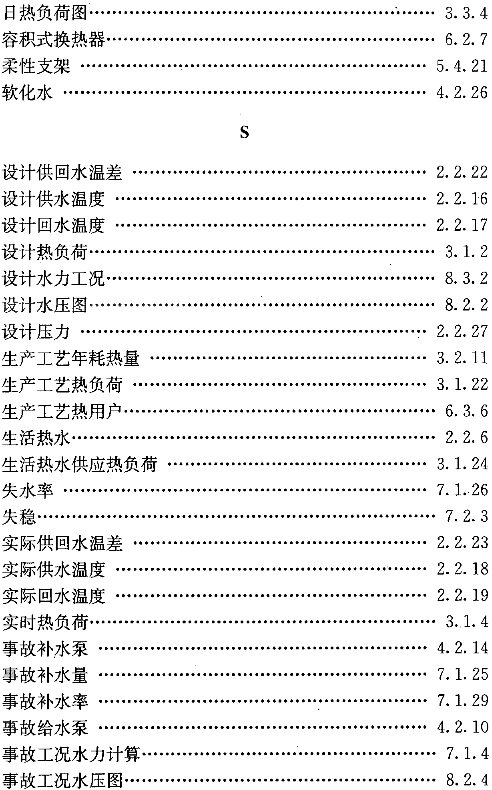 日热负荷图 …………………………………… 3.3.4
容积式换热器…………………………………… 6.2.7
柔性支架 …………………………………… 5.4.21
软化水 …………………………………… 4.2.26
S
设计供回水温差 …………………………………… 2.2.22
设计供水温度 …………………………………… 2.2.16
设计回水温度 …………………………………… 2.2.17
设计热负荷…………………………………… 3.1.2
设计水力工况…………………………………… 8.3.2
设计水压图…………………………………… 8.2.2
设计压力 …………………………………… 2.2.27
生产工艺年耗热量 …………………………………… 3.2.11
生产工艺热负荷 …………………………………… 3.1.22
生产工艺热用户…………………………………… 6.3.6
生活热水…………………………………… 2.2.6
生活热水供应热负荷 …………………………………… 3.1.24
失水率 …………………………………… 7.1.26
失稳…………………………………… 7.2.3
实际供回水温差 …………………………………… 2.2.23
实际供水温度 …………………………………… 2.2.18
实际回水温度 …………………………………… 2.2.19
实时热负荷…………………………………… 3.1.4
事故补水泵 …………………………………… 4.2.14
事故补水量 …………………………………… 7.1.25
事故补水率 …………………………………… 7.1.29
事故给水泵 …………………………………… 4.2.10
事故工况水力计算…………………………………… 7.1.4
事故工况水压图…………………………………… 8.2.4